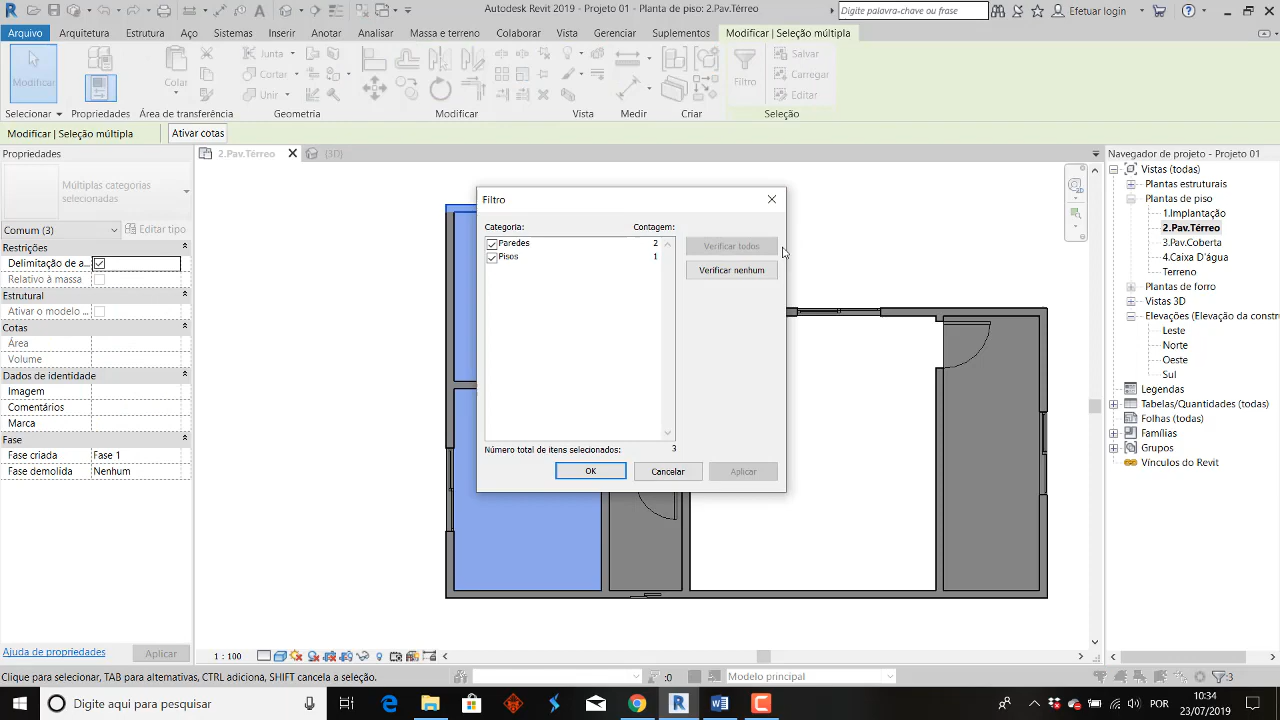 Autodesk Revit 2019 - Projeto 01 - Planta de piso: 2.Pav.Térreo
Digite palavra-chave ou frase
Efetuar login
Arquivo Arquitetura Estrutura Aço Sistemas Inserir Anotar Analisar Massa e terreno Colaborar Vista Gerenciar Suplementos Modificar | Seleção múltipla
Modificar
Colar
Junta
Cortar
Unir
Filtro
Salvar
Carregar
Editar
Selecionar Propriedades Área de transferência Geometria Modificar Vista Medir Criar Seleção
Modificar | Seleção múltipla Ativar cotas
Propriedades
Múltiplas categorias
selecionadas
Comum (3) Editar tipo
Restrições
Delimitação de a...
Relativo à massa
Estrutural
Ativar o modelo ...
Cotas
Área
Volume
Dados de identidade
Imagem
Comentários
Marca
Fase
Fase criada Fase 1
Fase demolida Nenhum
Ajuda de propriedades Aplicar
2.Pav.Térreo (3D)
Filtro
Categoria: Contagem:
Paredes 2
Pisos 1
Verificar todos
Verificar nenhum
Número total de itens selecionados: 3
OK Cancelar Aplicar
Navegador de projeto - Projeto 01
Vistas (todas)
Plantas estruturais
Plantas de piso
1.Implantação
2.Pav.Térreo
3.Pav.Coberta
4.Caixa D'água
Terreno
Plantas de forro
Vistas 3D
Elevações (Elevação da constr
Leste
Norte
Oeste
Sul
Legendas
Tabelas/Quantidades (todas)
Folhas (todas)
Famílias
Grupos
Vínculos do Revit
1 : 100
Clique para selecionar, TAB para alternativas, CTRL adiciona, SHIFT cancela a seleção.
:0
Modelo principal
:3
Digite aqui para pesquisar
POR
10:34
23/07/2019